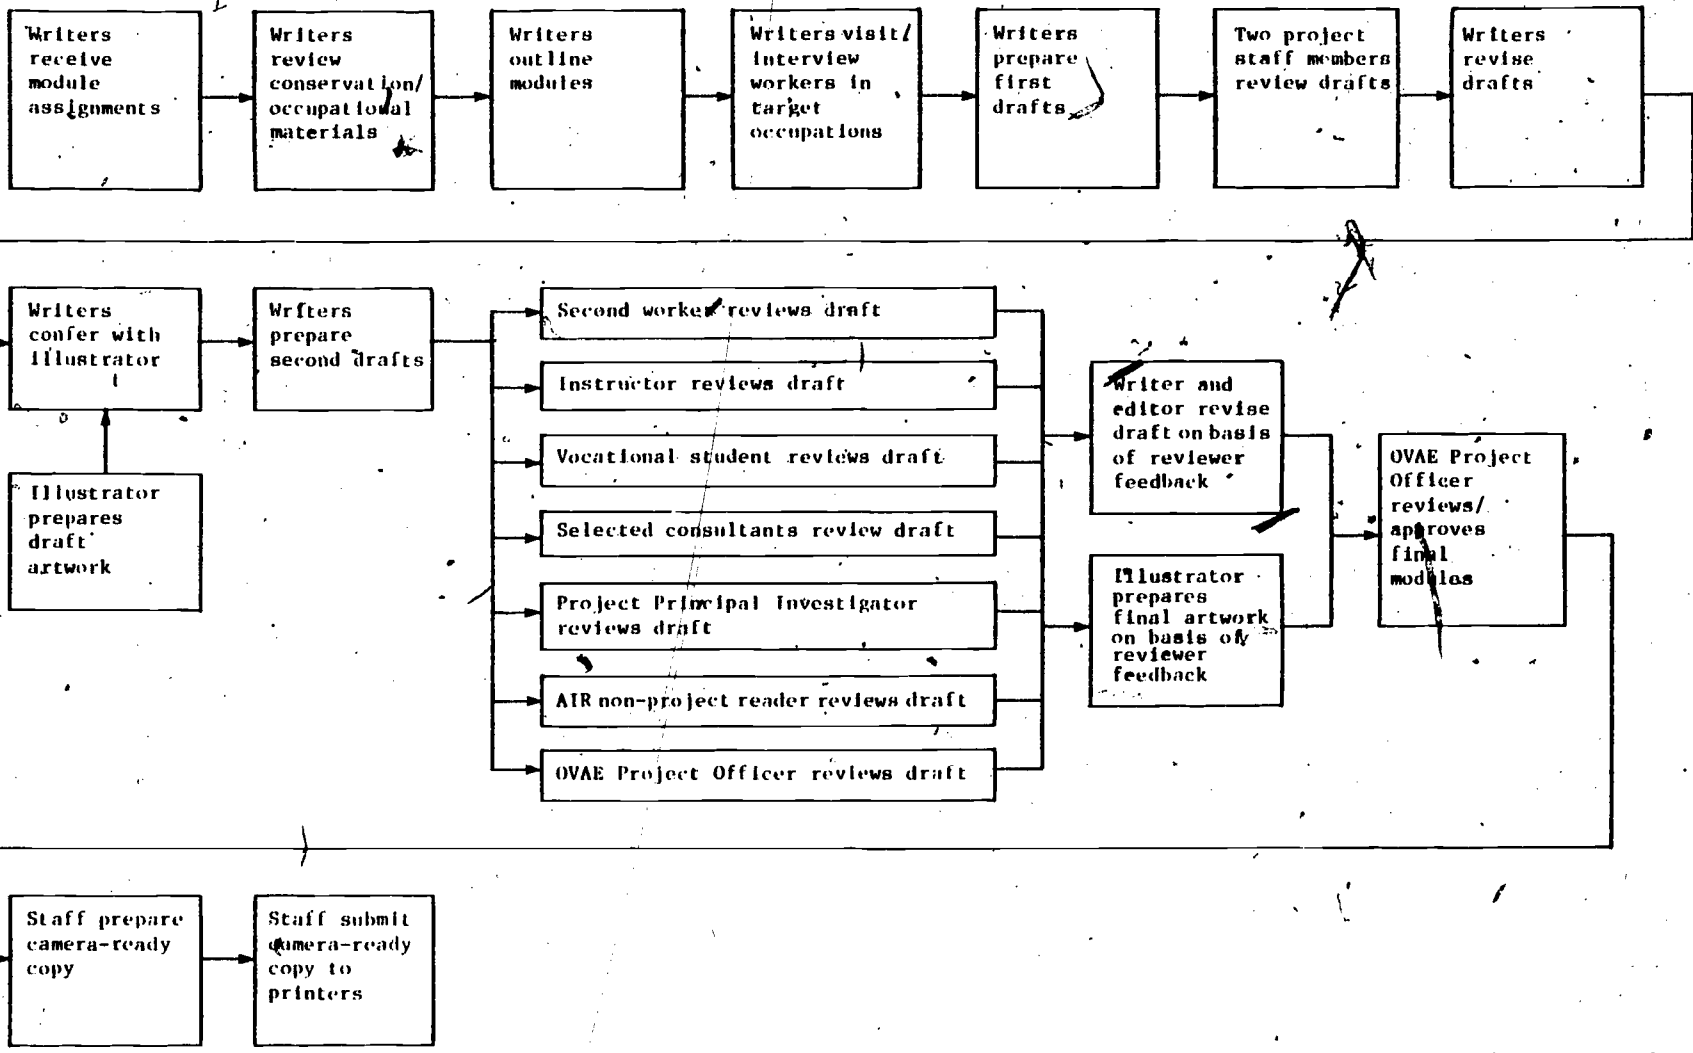 Writers
receive
module
assignments
Writers
review
conservation/
occupational
materials
Writers
outline
modules
Writers visit/
interview
workers in
target
occupations
Writers
prepare
first
drafts
Two project
staff members
review drafts
Writers
revise
drafts
Writers
confer with
illustrator
Illustrator
prepares
draft
artwork
Writers
prepare
second drafts
Second worker reviews draft
Instructor reviews draft
Vocational student reviews draft
Selected consultants review draft
Project Principal Investigator
reviews draft
AIR non-project reader reviews draft
OVAE Project Officer reviews draft
Writer and
editor revise
draft on basis
of reviewer
feedback
Illustrator
prepares
final artwork
on basis of
reviewer
feedback
OVAE Project
Officer
reviews/
approves
final
modules
Staff prepare
camera-ready
copy
Staff submit
camera-ready
copy to
printers